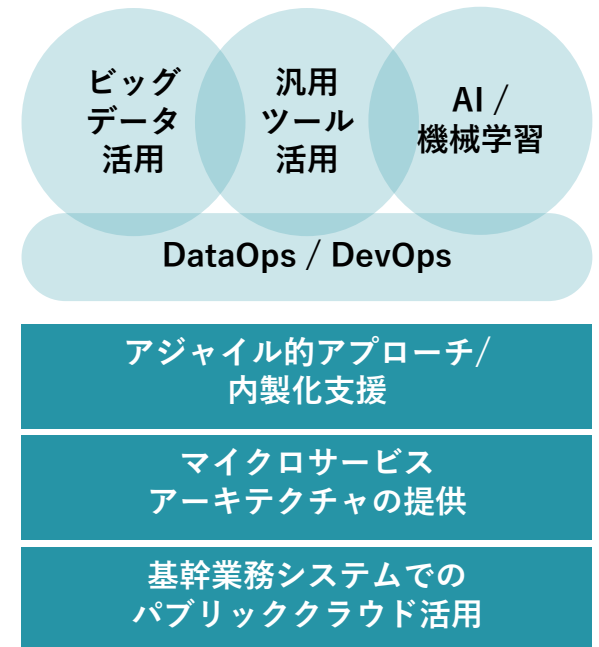 ビッグ
データ
活用
汎用
ツール
活用
AI /
機械学習
DataOps / DevOps
アジャイル的アプローチ/
内製化支援
マイクロサービス
アーキテクチャの提供
基幹業務システムでの
パブリッククラウド活用